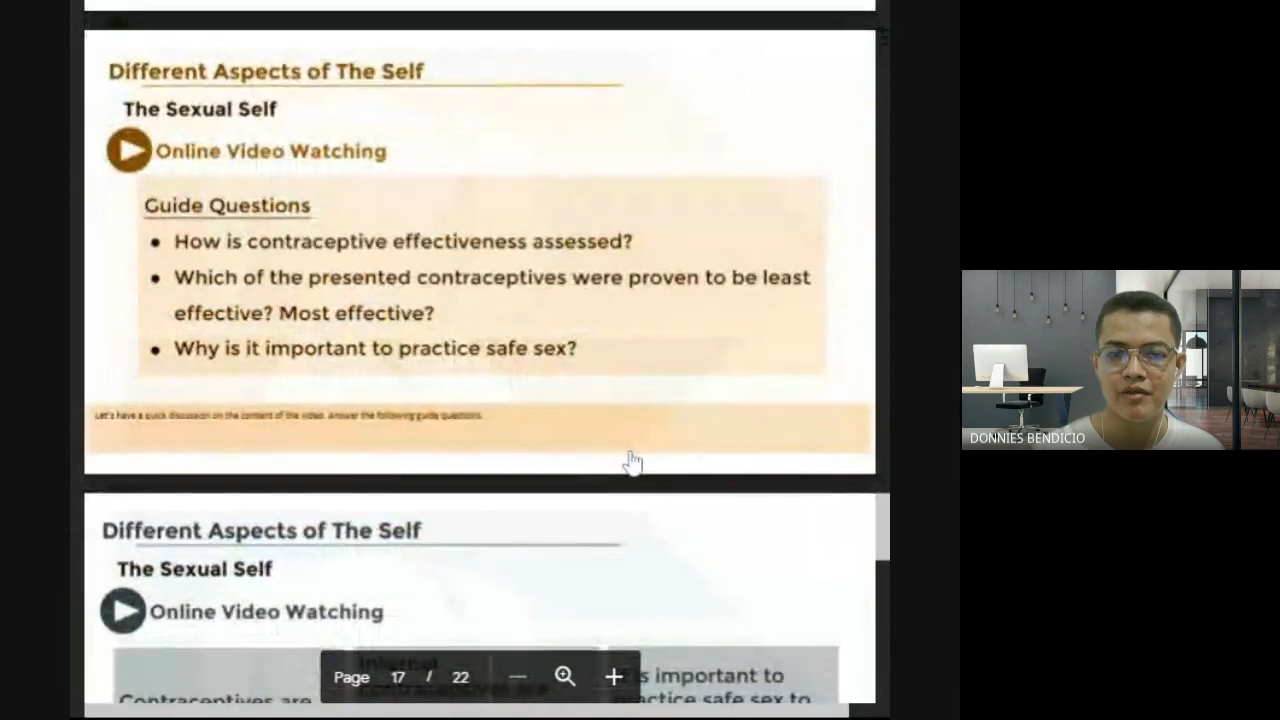 Different Aspects of The Self
The Sexual Self
Online Video Watching
Guide Questions
● How is contraceptive effectiveness assessed?
● Which of the presented contraceptives were proven to be least
effective? Most effective?
● Why is it important to practice safe sex?
Let's have a quick discussion on the content of the video. Answer the following guide questions.
DONNIES BENDICIO
Different Aspects of The Self
The Sexual Self
Online Video Watching
Internal
is important to
Contraceptives are
practice safe sex to
Page 17 / 22